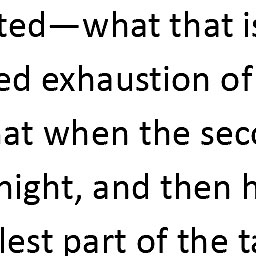 ted—what that is
ed exhaustion of
at when the seco
night, and then h
lest part of the ta